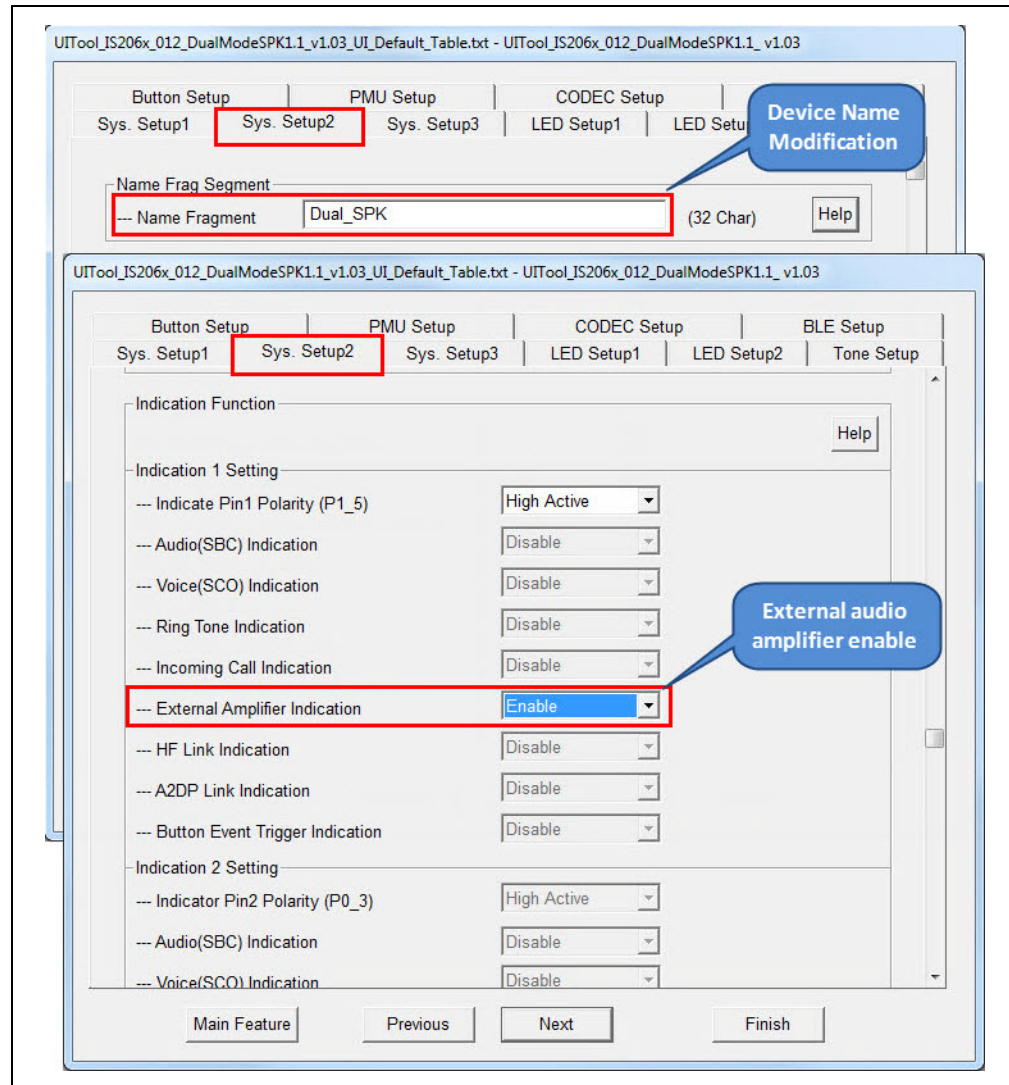 UITool_IS206x_012_DualModeSPK1.1_v1.03_UI_Default_Table.txt - UITool_IS206x_012_DualModeSPK1.1_ v1.03
Button Setup PMU Setup CODEC Setup
Sys. Setup1 Sys. Setup2 Sys. Setup3 LED Setup1 LED Setu
Device Name
Modification
Name Frag Segment
--- Name Fragment Dual_SPK (32 Char) Help
UITool_IS206x_012_DualModeSPK1.1_v1.03_UI_Default_Table.txt - UITool_IS206x_012_DualModeSPK1.1_ v1.03
Button Setup PMU Setup CODEC Setup BLE Setup
Sys. Setup1 Sys. Setup2 Sys. Setup3 LED Setup1 LED Setup2 Tone Setup
Indication Function
Help
Indication 1 Setting
--- Indicate Pin1 Polarity (P1_5) High Active
--- Audio(SBC) Indication Disable
--- Voice(SCO) Indication Disable
--- Ring Tone Indication Disable
--- Incoming Call Indication Disable
External audio
amplifier enable
--- External Amplifier Indication Enable
--- HF Link Indication Disable
--- A2DP Link Indication Disable
--- Button Event Trigger Indication Disable
Indication 2 Setting
--- Indicator Pin2 Polarity (P0_3) High Active
--- Audio(SBC) Indication Disable
--- Voice(SCO) Indication Disable
Main Feature Previous Next Finish